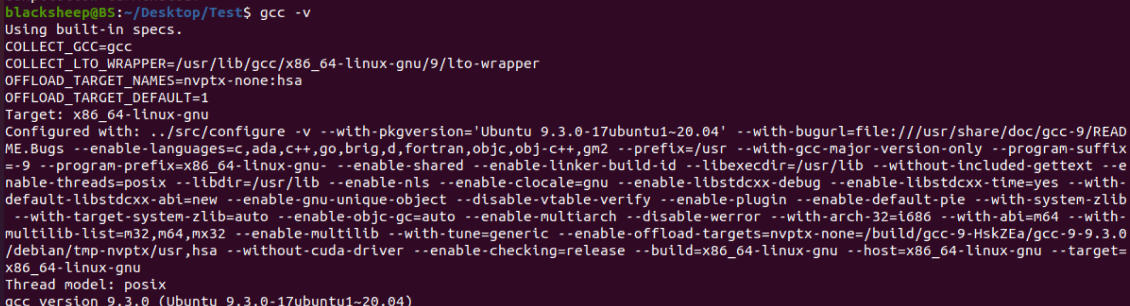 blacksheep@BS:~/Desktop/Test$ gcc -v
Using built-in specs.
COLLECT_GCC=gcc
COLLECT_LTO_WRAPPER=/usr/lib/gcc/x86_64-linux-gnu/9/lto-wrapper
OFFLOAD_TARGET_NAMES=nvptx-none:hsa
OFFLOAD_TARGET_DEFAULT=1
Target: x86_64-linux-gnu
Configured with: ../src/configure -v --with-pkgversion='Ubuntu 9.3.0-17ubuntu1~20.04' --with-bugurl=file:///usr/share/doc/gcc-9/READ
ME.Bugs --enable-languages=c,ada,c++,go,brig,d,fortran,objc,obj-c++,gm2 --prefix=/usr --with-gcc-major-version-only --program-suffix
=-9 --program-prefix=x86_64-linux-gnu- --enable-shared --enable-linker-build-id --libexecdir=/usr/lib --without-included-gettext --e
nable-threads=posix --libdir=/usr/lib --enable-nls --enable-clocale=gnu --enable-libstdcxx-debug --enable-libstdcxx-time=yes --with-
default-libstdcxx-abi=new --enable-gnu-unique-object --disable-vtable-verify --enable-plugin --enable-default-pie --with-system-zlib
 --with-target-system-zlib=auto --enable-objc-gc=auto --enable-multiarch --disable-werror --with-arch-32=i686 --with-abi=m64 --with-
multilib-list=m32,m64,mx32 --enable-multilib --with-tune=generic --enable-offload-targets=nvptx-none=/build/gcc-9-HskZEa/gcc-9-9.3.0
/debian/tmp-nvptx/usr,hsa --without-cuda-driver --enable-checking=release --build=x86_64-linux-gnu --host=x86_64-linux-gnu --target=
x86_64-linux-gnu
Thread model: posix
gcc version 9.3.0 (Ubuntu 9.3.0-17ubuntu1~20.04)